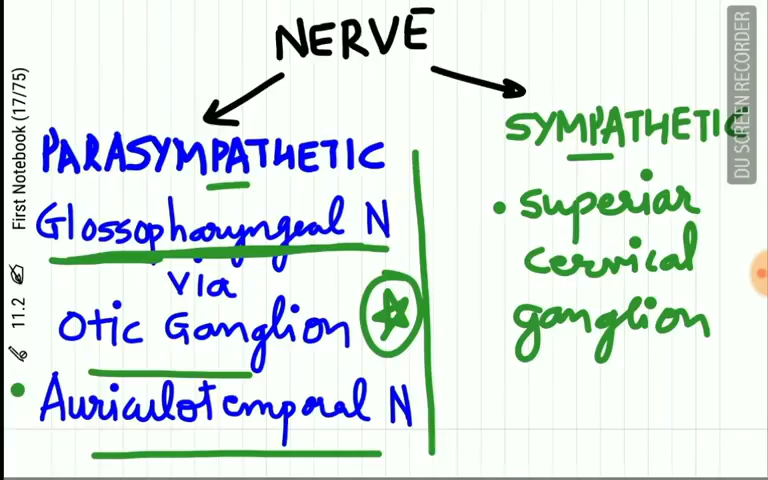 NERVE
PARASYMPATHETIC
Glossopharyngeal N
via
Otic Ganglion
Auriculotemporal N
SYMPATHETIC
• superiar
cervical
ganglion
First Notebook (17/75)
11.2
DU SCREEN RECORDER